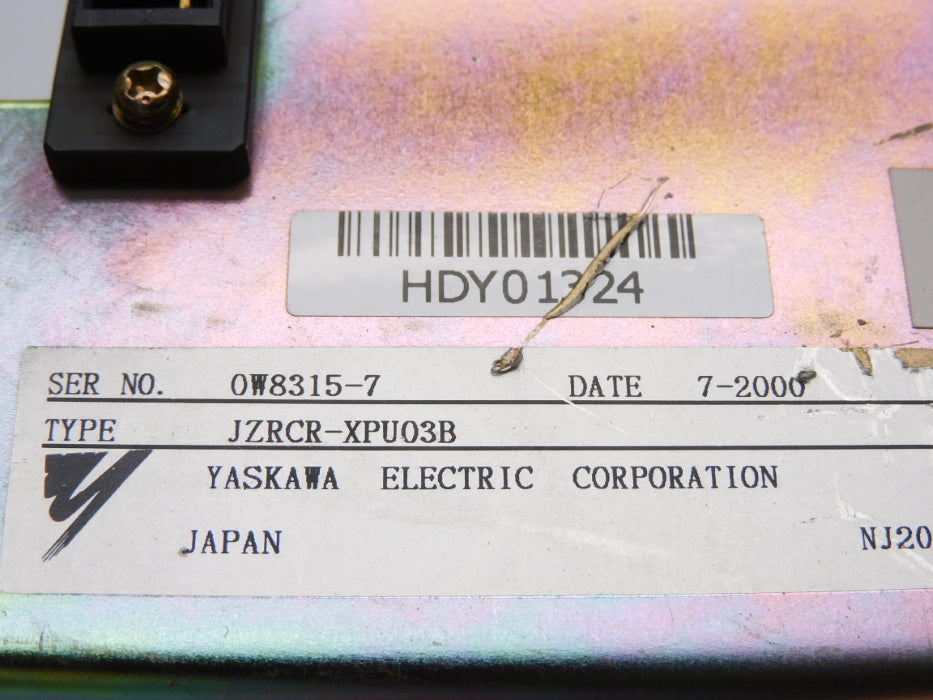 HDY01324
SER NO. 0W8315-7 DATE 7-2000
TYPE JZRCR-XPU03B
YASKAWA ELECTRIC CORPORATION
JAPAN NJ20